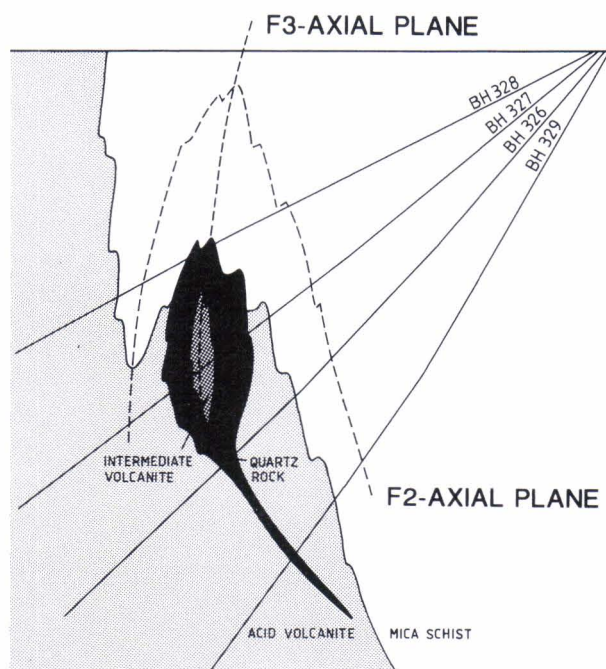 F3-AXIAL PLANE
BH 328
BH 327
BH 326
BH 329
INTERMEDIATE
VOLCANITE
QUARTZ
ROCK
F2-AXIAL PLANE
ACID VOLCANITE
MICA SCHIST